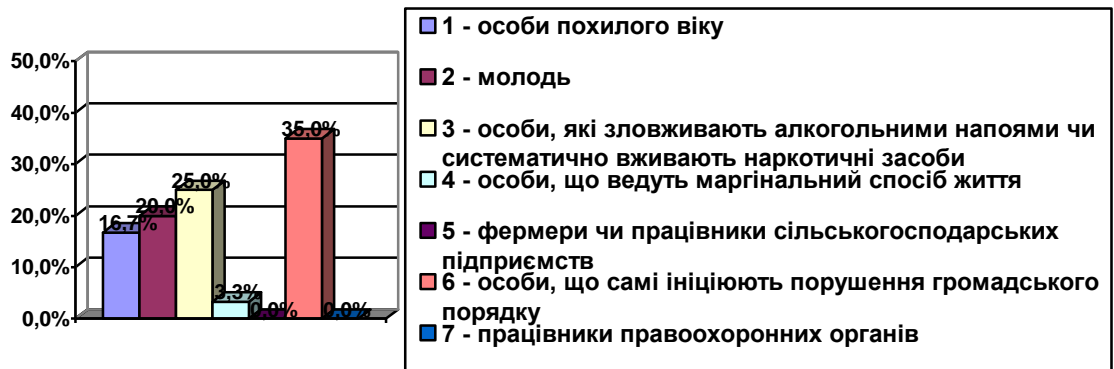 50,0%
40,0%
30,0%
20,0%
10,0%
0,0%
16,7%
20,0%
25,0%
3,3%
0,0%
35,0%
0,0%
1 - особи похилого віку
2 - молодь
3 - особи, які зловживають алкогольними напоями чи
систематично вживають наркотичні засоби
4 - особи, що ведуть маргінальний спосіб життя
5 - фермери чи працівники сільськогосподарських
підприємств
6 - особи, що самі ініціюють порушення громадського
порядку
7 - працівники правоохоронних органів